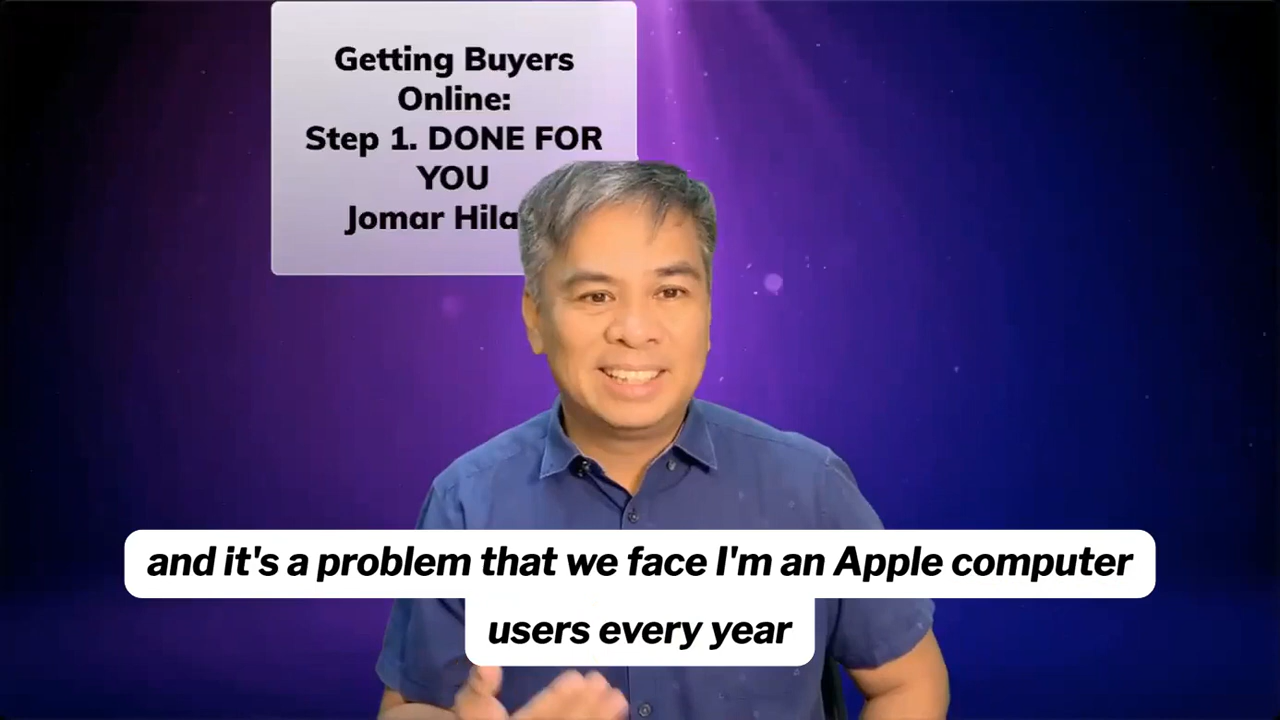 Getting Buyers
Online:
Step 1. DONE FOR
YOU
Jomar Hila
and it's a problem that we face I'm an Apple computer
users every year